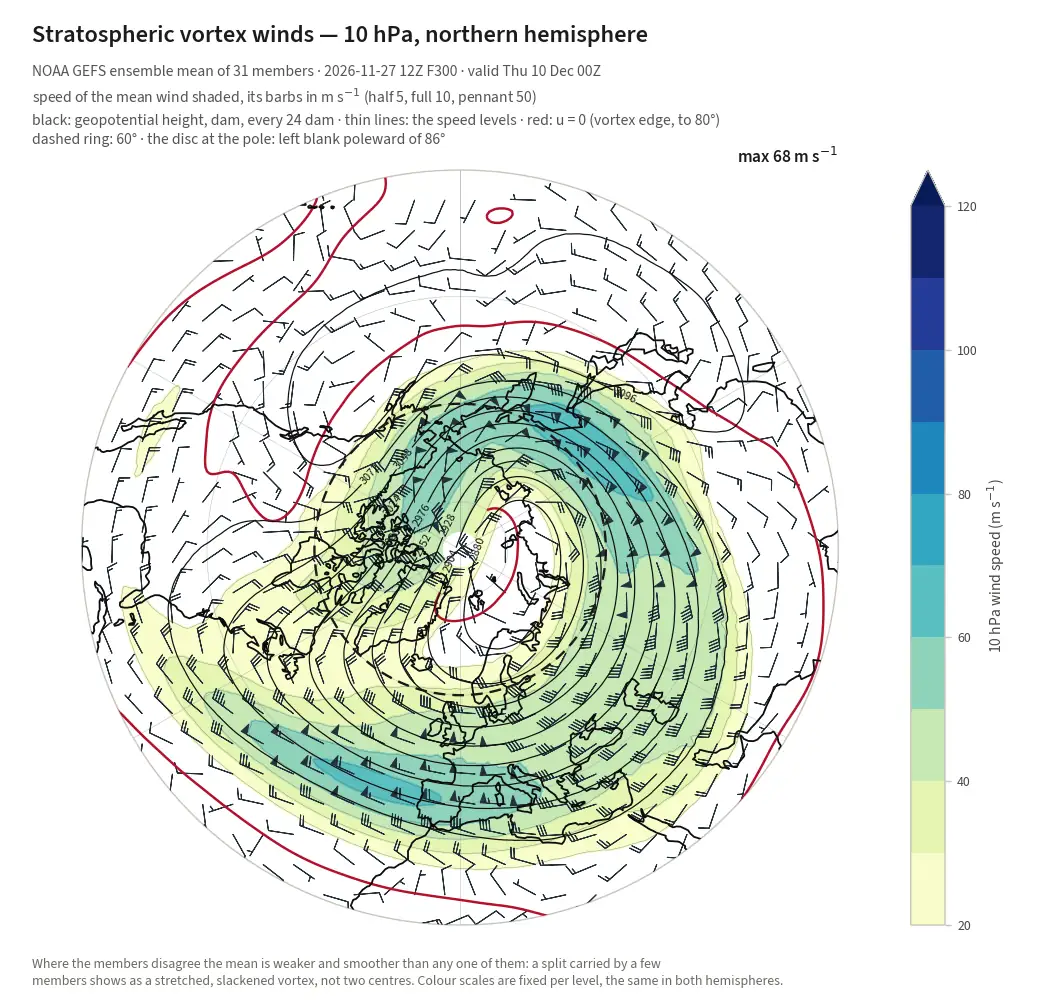 Stratospheric vortex winds — 10 hPa, northern hemisphere
NOAA GEFS ensemble mean of 31 members · 2026-11-27 12Z F300 · valid Thu 10 Dec 00Z
speed of the mean wind shaded, its barbs in m s⁻¹ (half 5, full 10, pennant 50)
black: geopotential height, dam, every 24 dam · thin lines: the speed levels · red: u = 0 (vortex edge, to 80°)
dashed ring: 60° · the disc at the pole: left blank poleward of 86°
max 68 m s⁻¹
120
100
80
60
40
20
10 hPa wind speed (m s⁻¹)
2976
2928
Where the members disagree the mean is weaker and smoother than any one of them: a split carried by a few
members shows as a stretched, slackened vortex, not two centres. Colour scales are fixed per level, the same in both hemispheres.